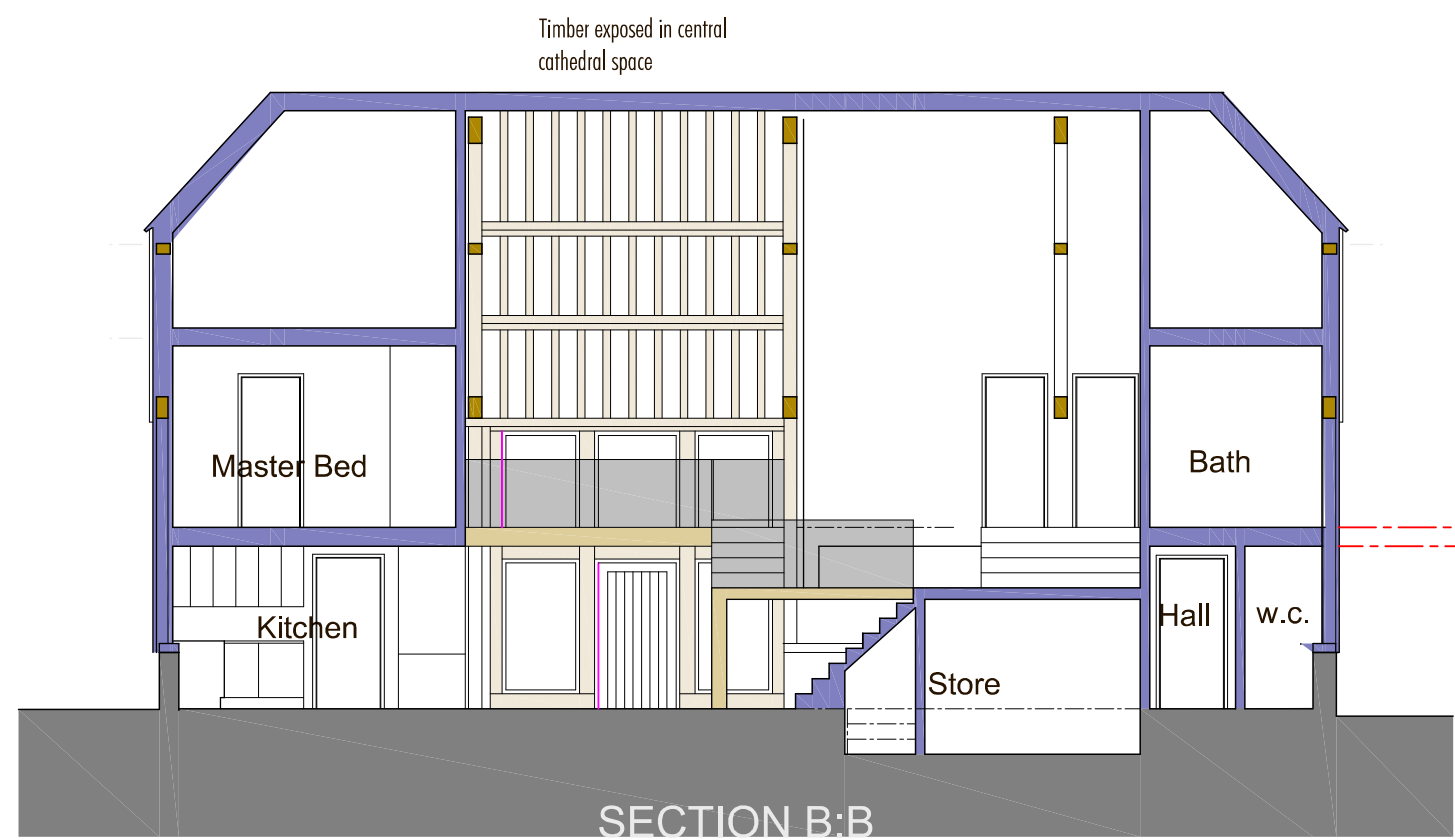 Timber exposed in central
cathedral space
Master Bed
Bath
Kitchen
Hall
w.c.
Store
SECTION B:B